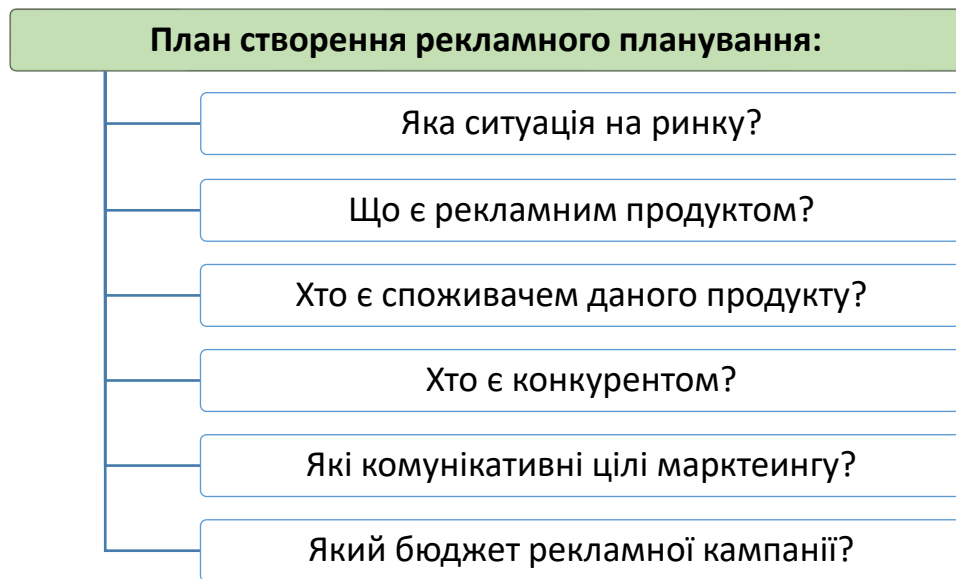 План створення рекламного планування:
Яка ситуація на ринку?
Що є рекламним продуктом?
Хто є споживачем даного продукту?
Хто є конкурентом?
Які комунікативні цілі марктеингу?
Який бюджет рекламної кампанії?